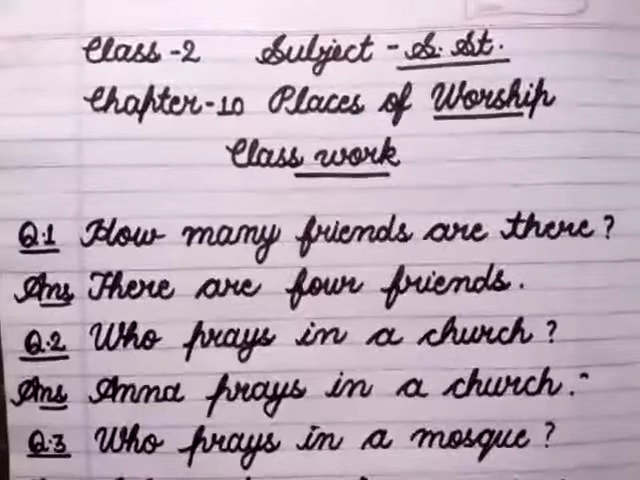 Class -2 Subject - S. St.
Chapter-10 Places of Worship
Class work
Q.1 How many friends are there?
Ans There are four friends.
Q.2 Who prays in a church?
Ans Anna prays in a church.
Q.3 Who prays in a mosque?